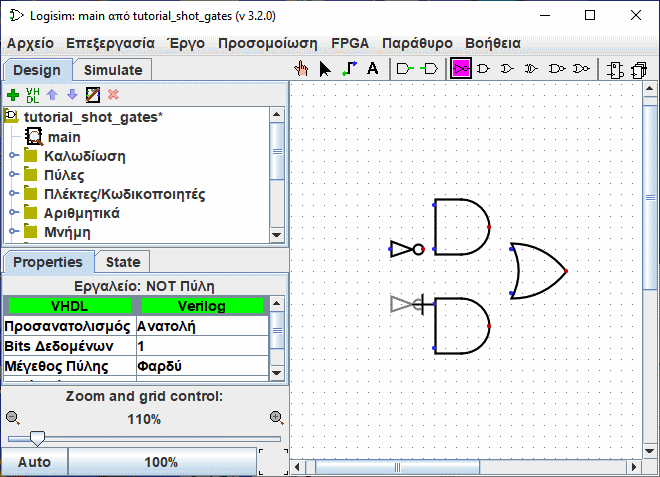 Logisim: main από tutorial_shot_gates (v 3.2.0)
Αρχείο Επεξεργασία Έργο Προσομοίωση FPGA Παράθυρο Βοήθεια
Design Simulate
A
VH
DL
tutorial_shot_gates*
main
Καλωδίωση
Πύλες
Πλέκτες/Κωδικοποιητές
Αριθμητικά
Μνήμη
Properties State
Εργαλείο: NOT Πύλη
VHDL Verilog
Προσανατολισμός Ανατολή
Bits Δεδομένων 1
Μέγεθος Πύλης Φαρδύ
Zoom and grid control:
110%
Auto 100%